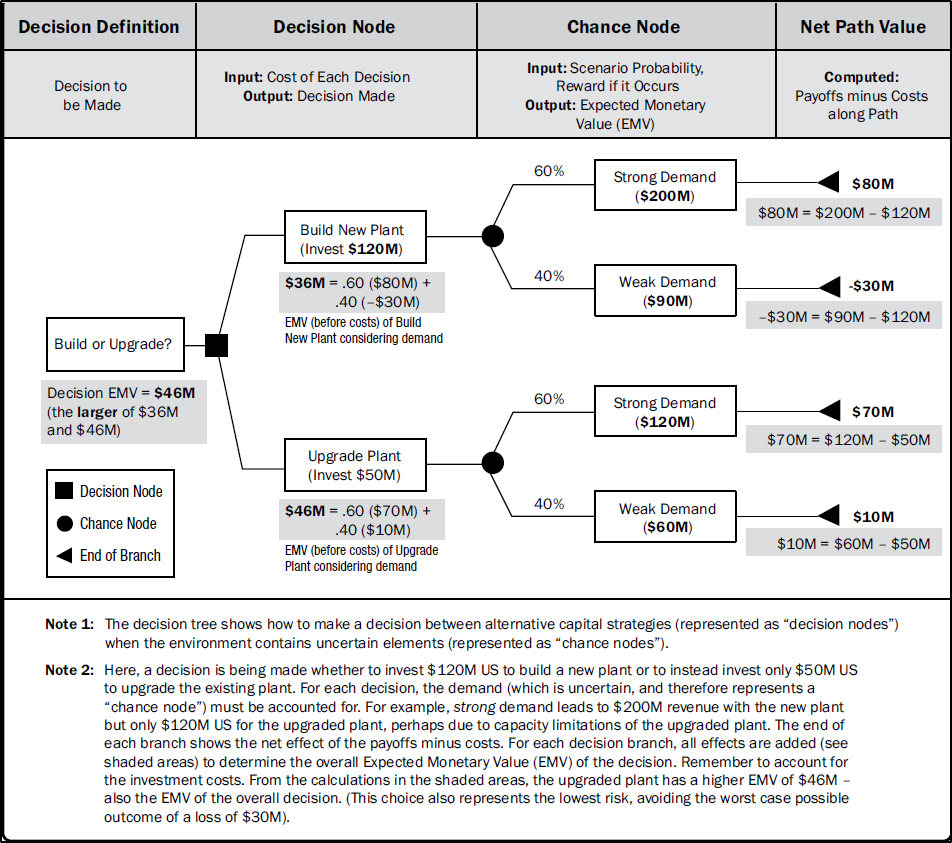 Decision Definition
Decision Node
Chance Node
Net Path Value
Decision to
be Made
Input: Cost of Each Decision
Output: Decision Made
Input: Scenario Probability,
Reward if it Occurs
Output: Expected Monetary
Value (EMV)
Computed:
Payoffs minus Costs
along Path
Build or Upgrade?
Decision EMV = $46M
(the larger of $36M
and $46M)
Decision Node
Chance Node
End of Branch
Build New Plant
(Invest $120M)
$36M = .60 ($80M) +
.40 (–$30M)
EMV (before costs) of Build
New Plant considering demand
60%
Strong Demand
($200M)
$80M
$80M = $200M – $120M
40%
Weak Demand
($90M)
-$30M
–$30M = $90M – $120M
Upgrade Plant
(Invest $50M)
$46M = .60 ($70M) +
.40 ($10M)
EMV (before costs) of Upgrade
Plant considering demand
60%
Strong Demand
($120M)
$70M
$70M = $120M – $50M
40%
Weak Demand
($60M)
$10M
$10M = $60M – $50M
Note 1: The decision tree shows how to make a decision between alternative capital strategies (represented as “decision nodes”)
when the environment contains uncertain elements (represented as “chance nodes”).
Note 2: Here, a decision is being made whether to invest $120M US to build a new plant or to instead invest only $50M US
to upgrade the existing plant. For each decision, the demand (which is uncertain, and therefore represents a
“chance node”) must be accounted for. For example, strong demand leads to $200M revenue with the new plant
but only $120M US for the upgraded plant, perhaps due to capacity limitations of the upgraded plant. The end of
each branch shows the net effect of the payoffs minus costs. For each decision branch, all effects are added (see
shaded areas) to determine the overall Expected Monetary Value (EMV) of the decision. Remember to account for
the investment costs. From the calculations in the shaded areas, the upgraded plant has a higher EMV of $46M –
also the EMV of the overall decision. (This choice also represents the lowest risk, avoiding the worst case possible
outcome of a loss of $30M).